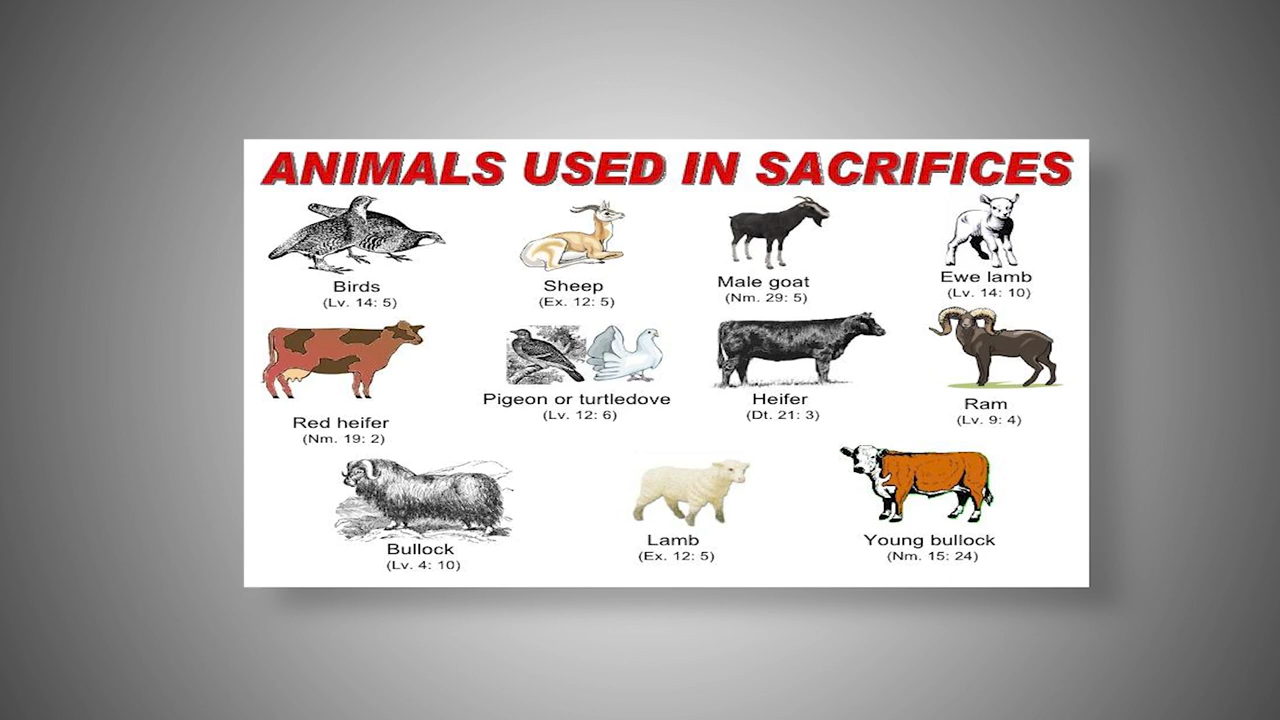 ANIMALS USED IN SACRIFICES
Birds
(Lv. 14: 5)
Sheep
(Ex. 12: 5)
Male goat
(Nm. 29: 5)
Ewe lamb
(Lv. 14: 10)
Red heifer
(Nm. 19: 2)
Pigeon or turtledove
(Lv. 12: 6)
Heifer
(Dt. 21: 3)
Ram
(Lv. 9: 4)
Bullock
(Lv. 4: 10)
Lamb
(Ex. 12: 5)
Young bullock
(Nm. 15: 24)